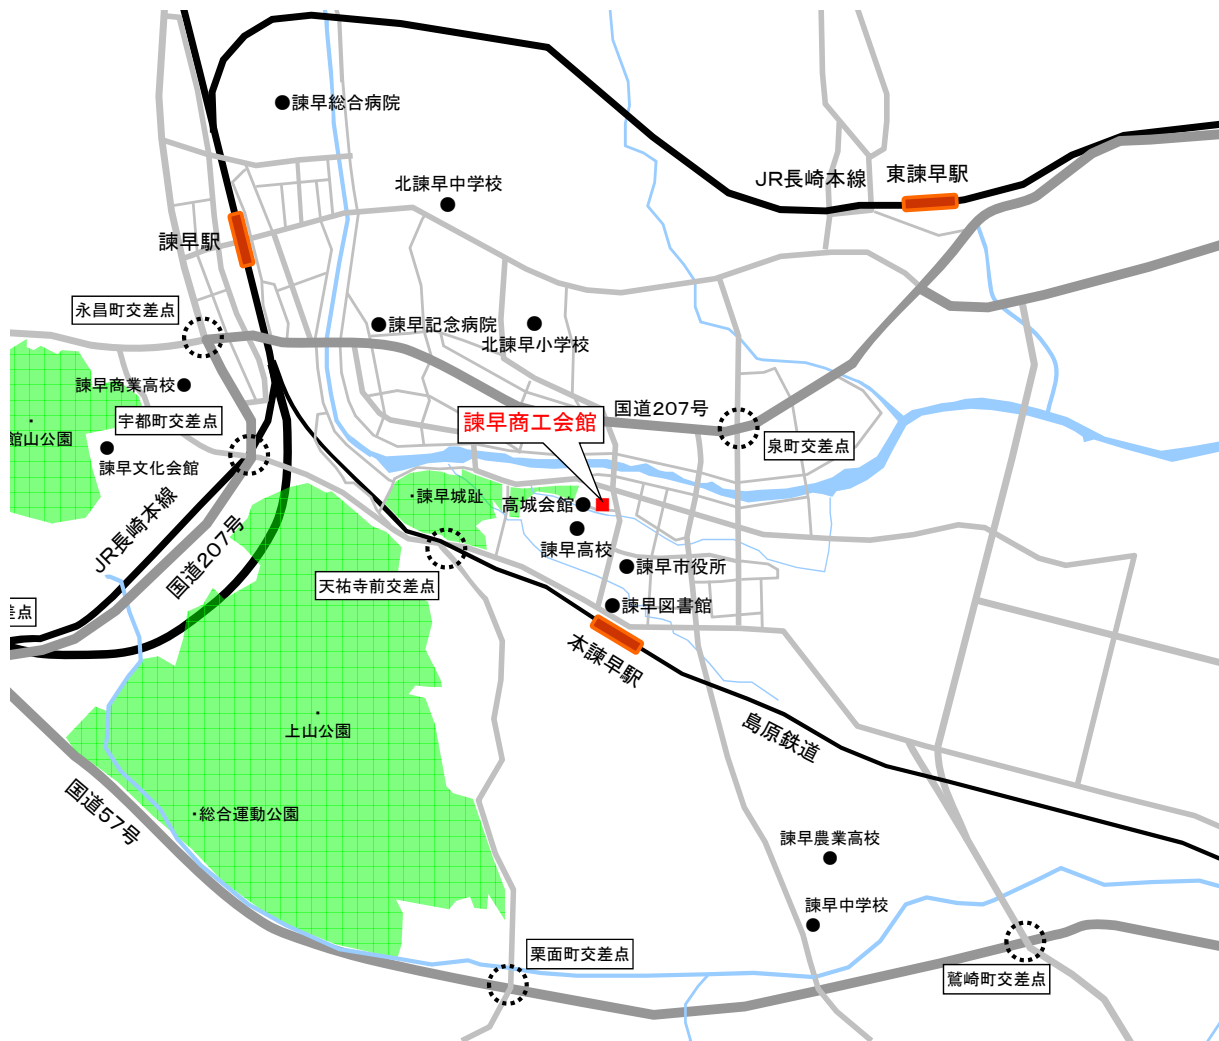 諫早総合病院
JR長崎本線
東諫早駅
北諫早中学校
諫早駅
永昌町交差点
諫早記念病院
北諫早小学校
諫早商業高校
宇都町交差点
諫早商工会館
国道207号
館山公園
諫早文化会館
泉町交差点
諫早城趾
高城会館
JR長崎本線
国道207号
諫早高校
諫早市役所
天祐寺前交差点
諫早図書館
差点
本諫早駅
上山公園
島原鉄道
国道57号
総合運動公園
諫早農業高校
諫早中学校
栗面町交差点
鷲崎町交差点